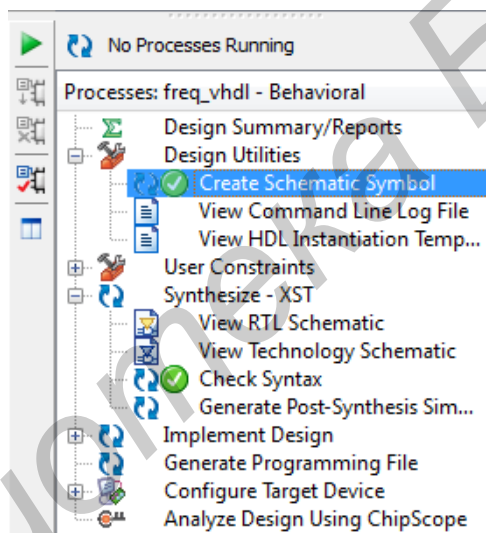 No Processes Running
Processes: freq_vhdl - Behavioral
Design Summary/Reports
Design Utilities
Create Schematic Symbol
View Command Line Log File
View HDL Instantiation Temp...
User Constraints
Synthesize - XST
View RTL Schematic
View Technology Schematic
Check Syntax
Generate Post-Synthesis Sim...
Implement Design
Generate Programming File
Configure Target Device
Analyze Design Using ChipScope